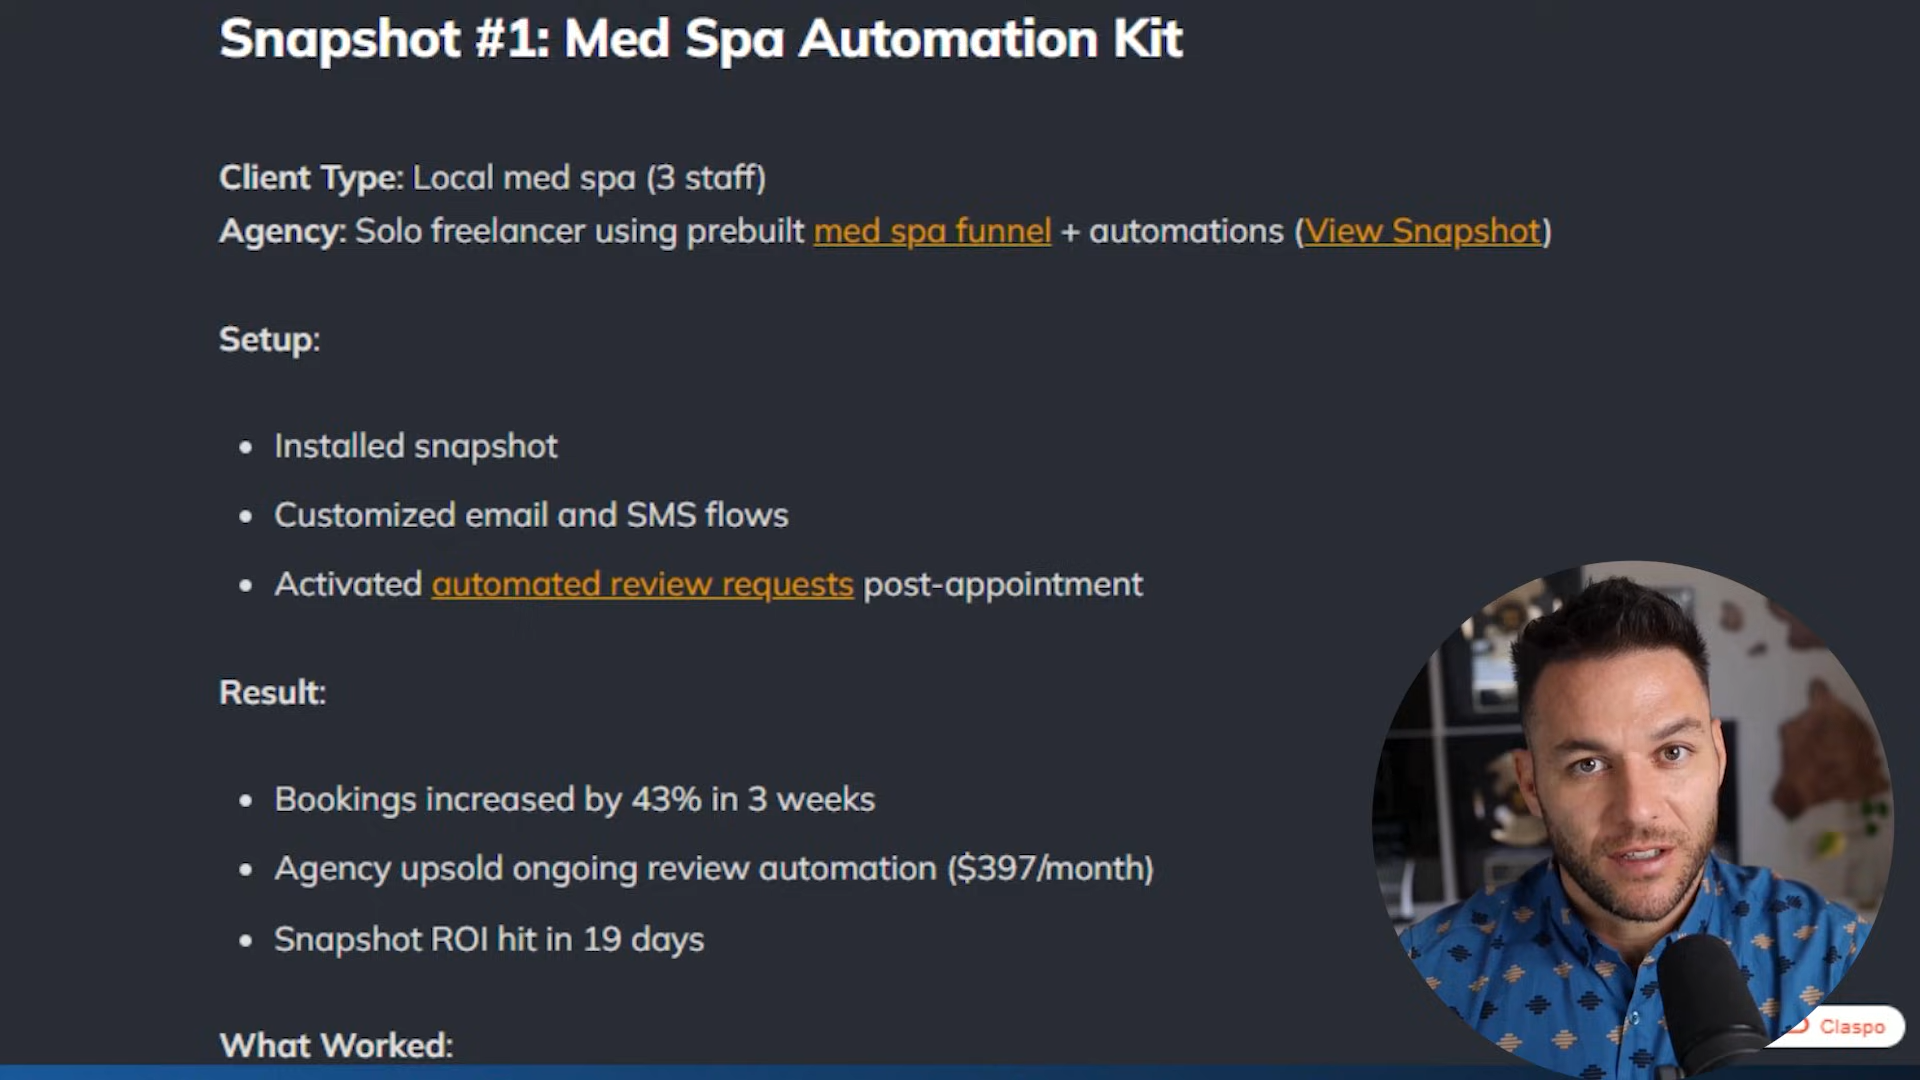 Snapshot #1: Med Spa Automation Kit
Client Type: Local med spa (3 staff)
Agency: Solo freelancer using prebuilt med spa funnel + automations (View Snapshot)
Setup:
Installed snapshot
Customized email and SMS flows
Activated automated review requests post-appointment
Result:
Bookings increased by 43% in 3 weeks
Agency upsold ongoing review automation ($397/month)
Snapshot ROI hit in 19 days
What Worked:
Claspo